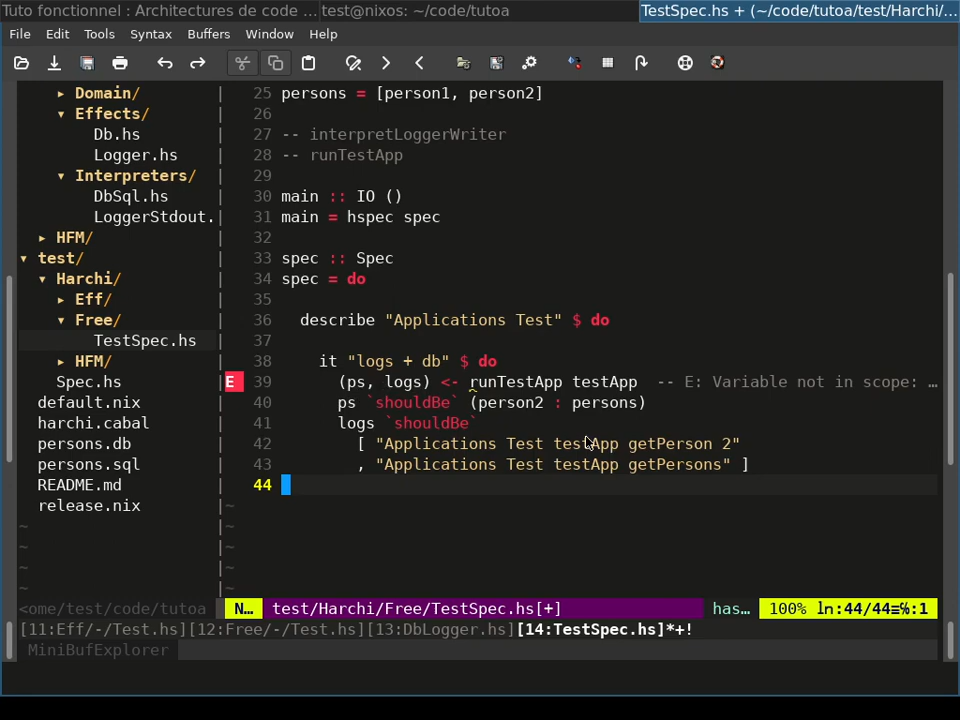 Tuto fonctionnel : Architectures de code ...
test@nixos: ~/code/tutoa
TestSpec.hs + (~/code/tutoa/test/Harchi/...
File Edit Tools Syntax Buffers Window Help
▸ Domain/
▾ Effects/
Db.hs
Logger.hs
▾ Interpreters/
DbSql.hs
LoggerStdout.
▸ HFM/
▾ test/
▾ Harchi/
▸ Eff/
▾ Free/
TestSpec.hs
▸ HFM/
Spec.hs
default.nix
harchi.cabal
persons.db
persons.sql
README.md
release.nix
25 persons = [person1, person2]
26
27 -- interpretLoggerWriter
28 -- runTestApp
29
30 main :: IO ()
31 main = hspec spec
32
33 spec :: Spec
34 spec = do
35
36 describe "Applications Test" $ do
37
38 it "logs + db" $ do
E 39 (ps, logs) <- runTestApp testApp -- E: Variable not in scope: …
40 ps `shouldBe` (person2 : persons)
41 logs `shouldBe`
42 [ "Applications Test testApp getPerson 2"
43 , "Applications Test testApp getPersons" ]
44
<ome/test/code/tutoa
N… test/Harchi/Free/TestSpec.hs[+] has… 100% ln:44/44≡℅:1
[11:Eff/-/Test.hs][12:Free/-/Test.hs][13:DbLogger.hs][14:TestSpec.hs]*+!
MiniBufExplorer